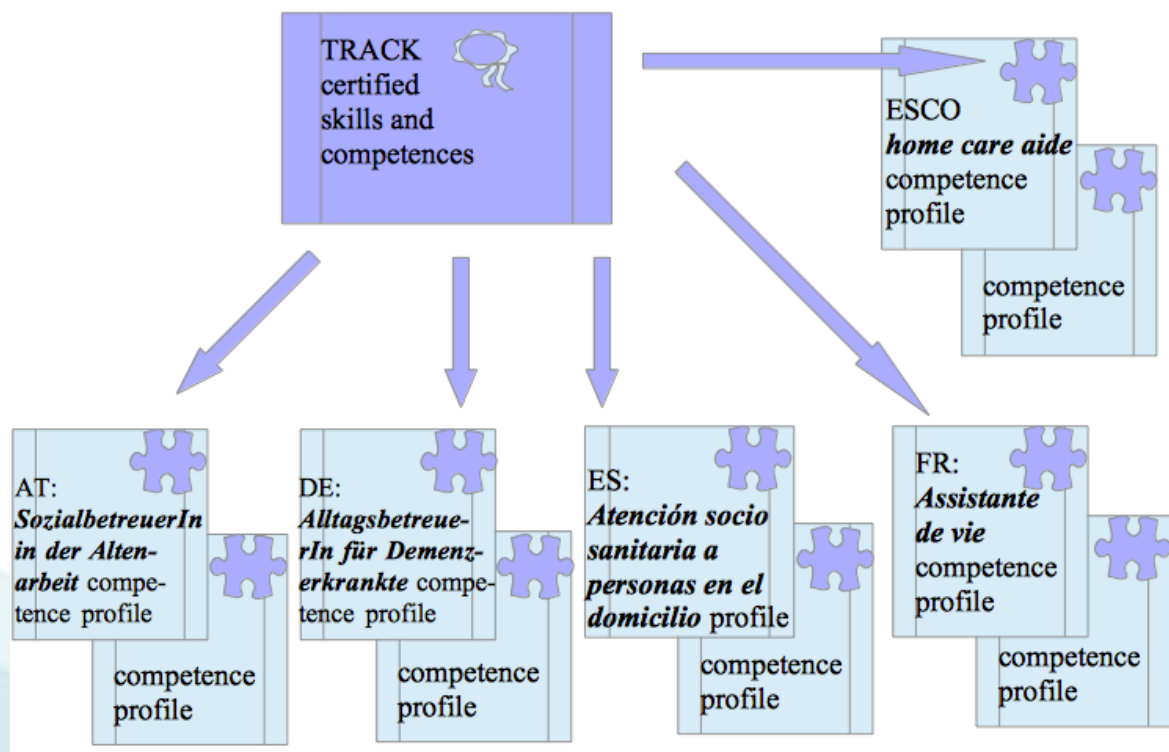 TRACK
certified
skills and
competences
ESCO
home care aide
competence
profile
competence
profile
AT:
SozialbetreuerIn
in der Alten-
arbeit compe-
tence profile
competence
profile
DE:
Alltagsbetreue-
rIn für Demenz-
erkrankte compe-
tence profile
competence
profile
ES:
Atención socio
sanitaria a
personas en el
domicilio profile
competence
profile
FR:
Assistante
de vie
competence
profile
competence
profile